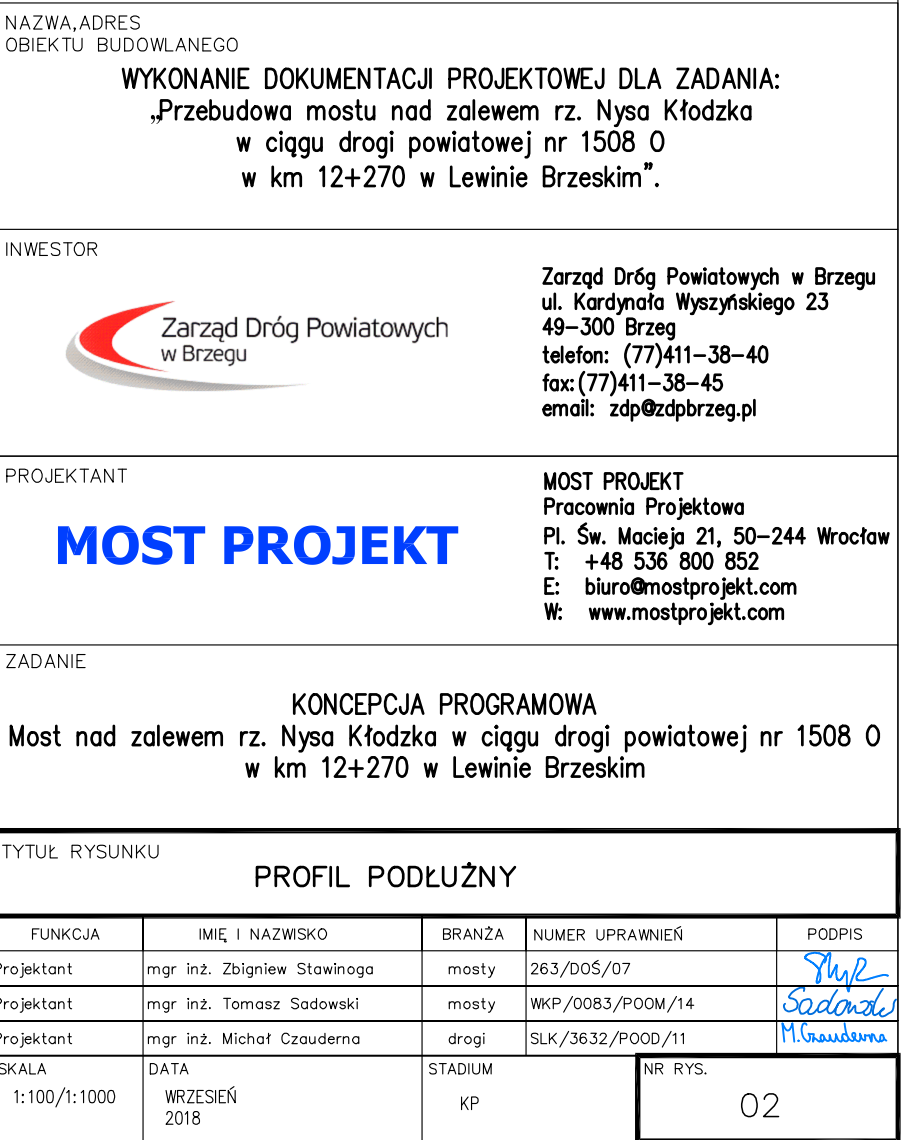 NAZWA,ADRES
OBIEKTU BUDOWLANEGO
WYKONANIE DOKUMENTACJI PROJEKTOWEJ DLA ZADANIA:
„Przebudowa mostu nad zalewem rz. Nysa Kłodzka
w ciągu drogi powiatowej nr 1508 O
w km 12+270 w Lewinie Brzeskim”.
INWESTOR
Zarząd Dróg Powiatowych
w Brzegu
Zarząd Dróg Powiatowych w Brzegu
ul. Kardynała Wyszyńskiego 23
49-300 Brzeg
telefon: (77)411-38-40
fax:(77)411-38-45
email: zdp@zdpbrzeg.pl
PROJEKTANT
MOST PROJEKT
MOST PROJEKT
Pracownia Projektowa
Pl. Św. Macieja 21, 50-244 Wrocław
T: +48 536 800 852
E: biuro@mostprojekt.com
W: www.mostprojekt.com
ZADANIE
KONCEPCJA PROGRAMOWA
Most nad zalewem rz. Nysa Kłodzka w ciągu drogi powiatowej nr 1508 O
w km 12+270 w Lewinie Brzeskim
TYTUŁ RYSUNKU
PROFIL PODŁUŻNY
FUNKCJA IMIĘ I NAZWISKO BRANŻA NUMER UPRAWNIEŃ PODPIS
Projektant mgr inż. Zbigniew Stawinoga mosty 263/DOŚ/07
Projektant mgr inż. Tomasz Sadowski mosty WKP/0083/POOM/14 Sadowski
Projektant mgr inż. Michał Czauderna drogi SLK/3632/POOD/11 M.Czauderna
SKALA DATA STADIUM NR RYS.
1:100/1:1000 WRZESIEŃ KP 02
2018